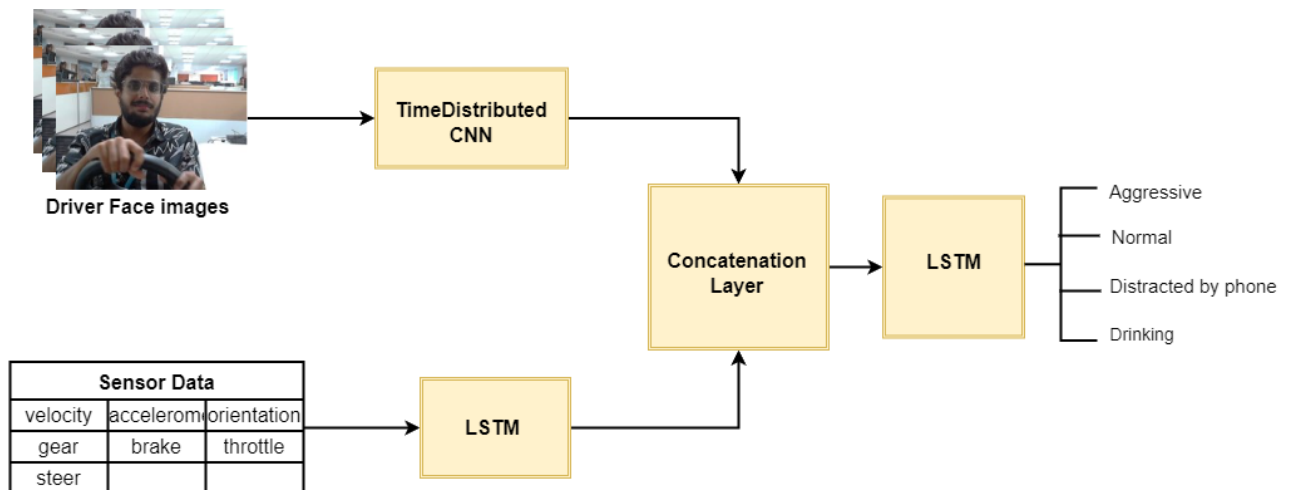 Driver Face images
TimeDistributed
CNN
Concatenation
Layer
LSTM
Aggressive
Normal
Distracted by phone
Drinking
Sensor Data
velocity accelerom orientation
gear brake throttle
steer
LSTM